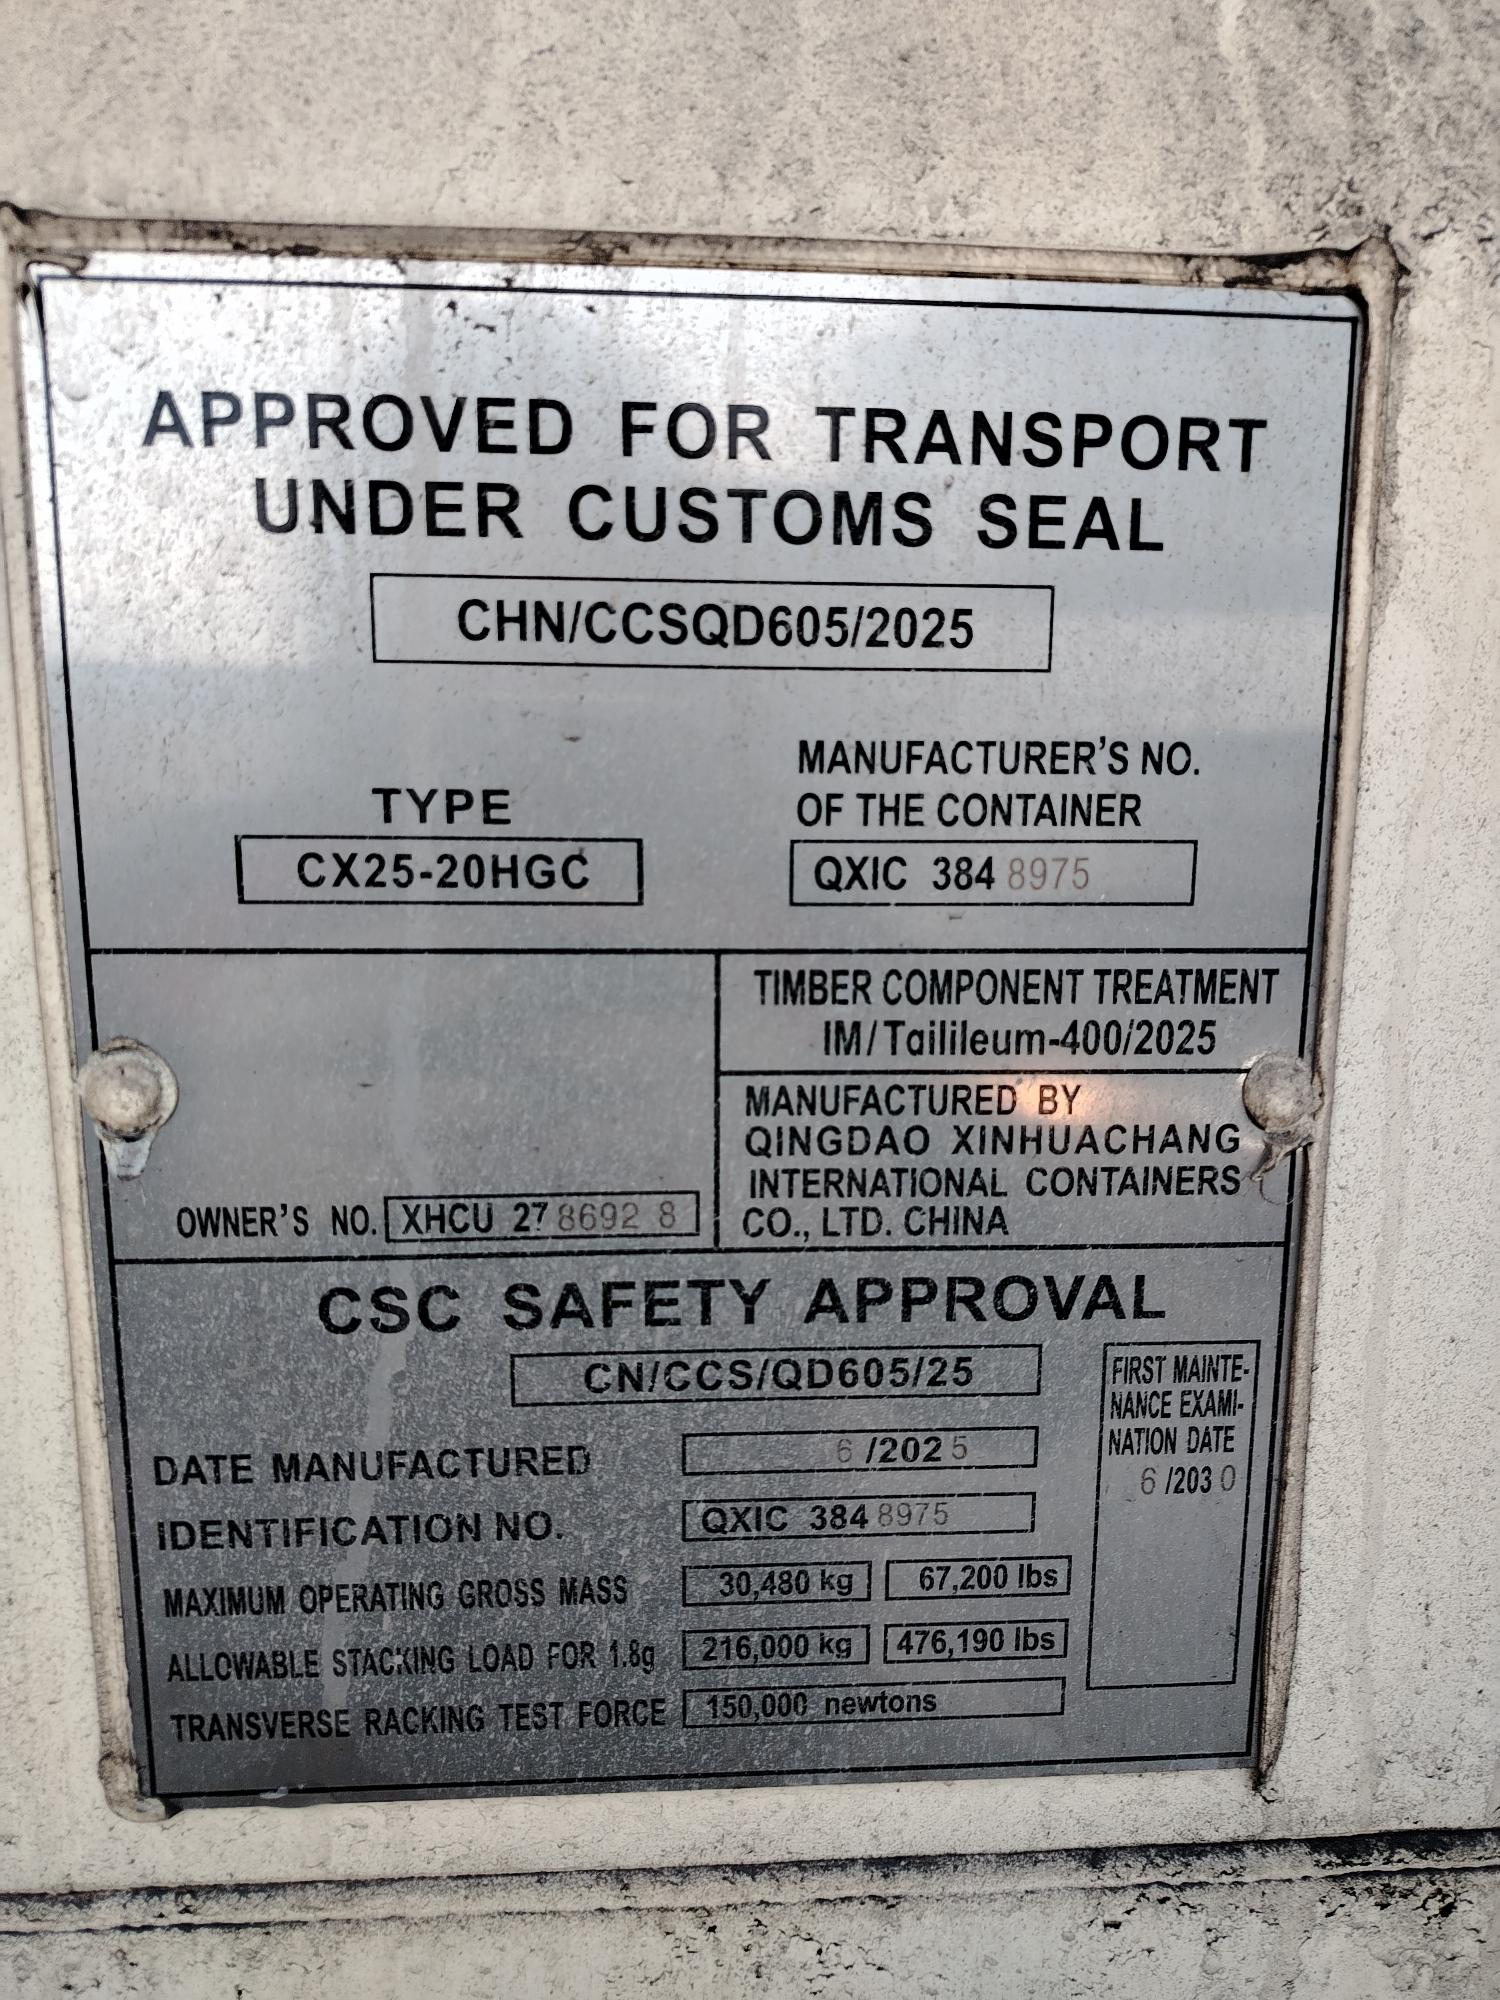 APPROVED FOR TRANSPORT
UNDER CUSTOMS SEAL
CHN/CCSQD605/2025
TYPE
CX25-20HGC
MANUFACTURER'S NO.
OF THE CONTAINER
QXIC 384 8975
TIMBER COMPONENT TREATMENT
IM/Tailileum-400/2025
MANUFACTURED BY
QINGDAO XINHUACHANG
INTERNATIONAL CONTAINERS
CO., LTD. CHINA
OWNER'S NO. XHCU 278692 8
CSC SAFETY APPROVAL
CN/CCS/QD605/25
DATE MANUFACTURED 6 /2025
IDENTIFICATION NO. QXIC 384 8975
MAXIMUM OPERATING GROSS MASS 30,480 kg 67,200 lbs
ALLOWABLE STACKING LOAD FOR 1.8g 216,000 kg 476,190 lbs
TRANSVERSE RACKING TEST FORCE 150,000 newtons
FIRST MAINTE-
NANCE EXAMI-
NATION DATE
6 /2030